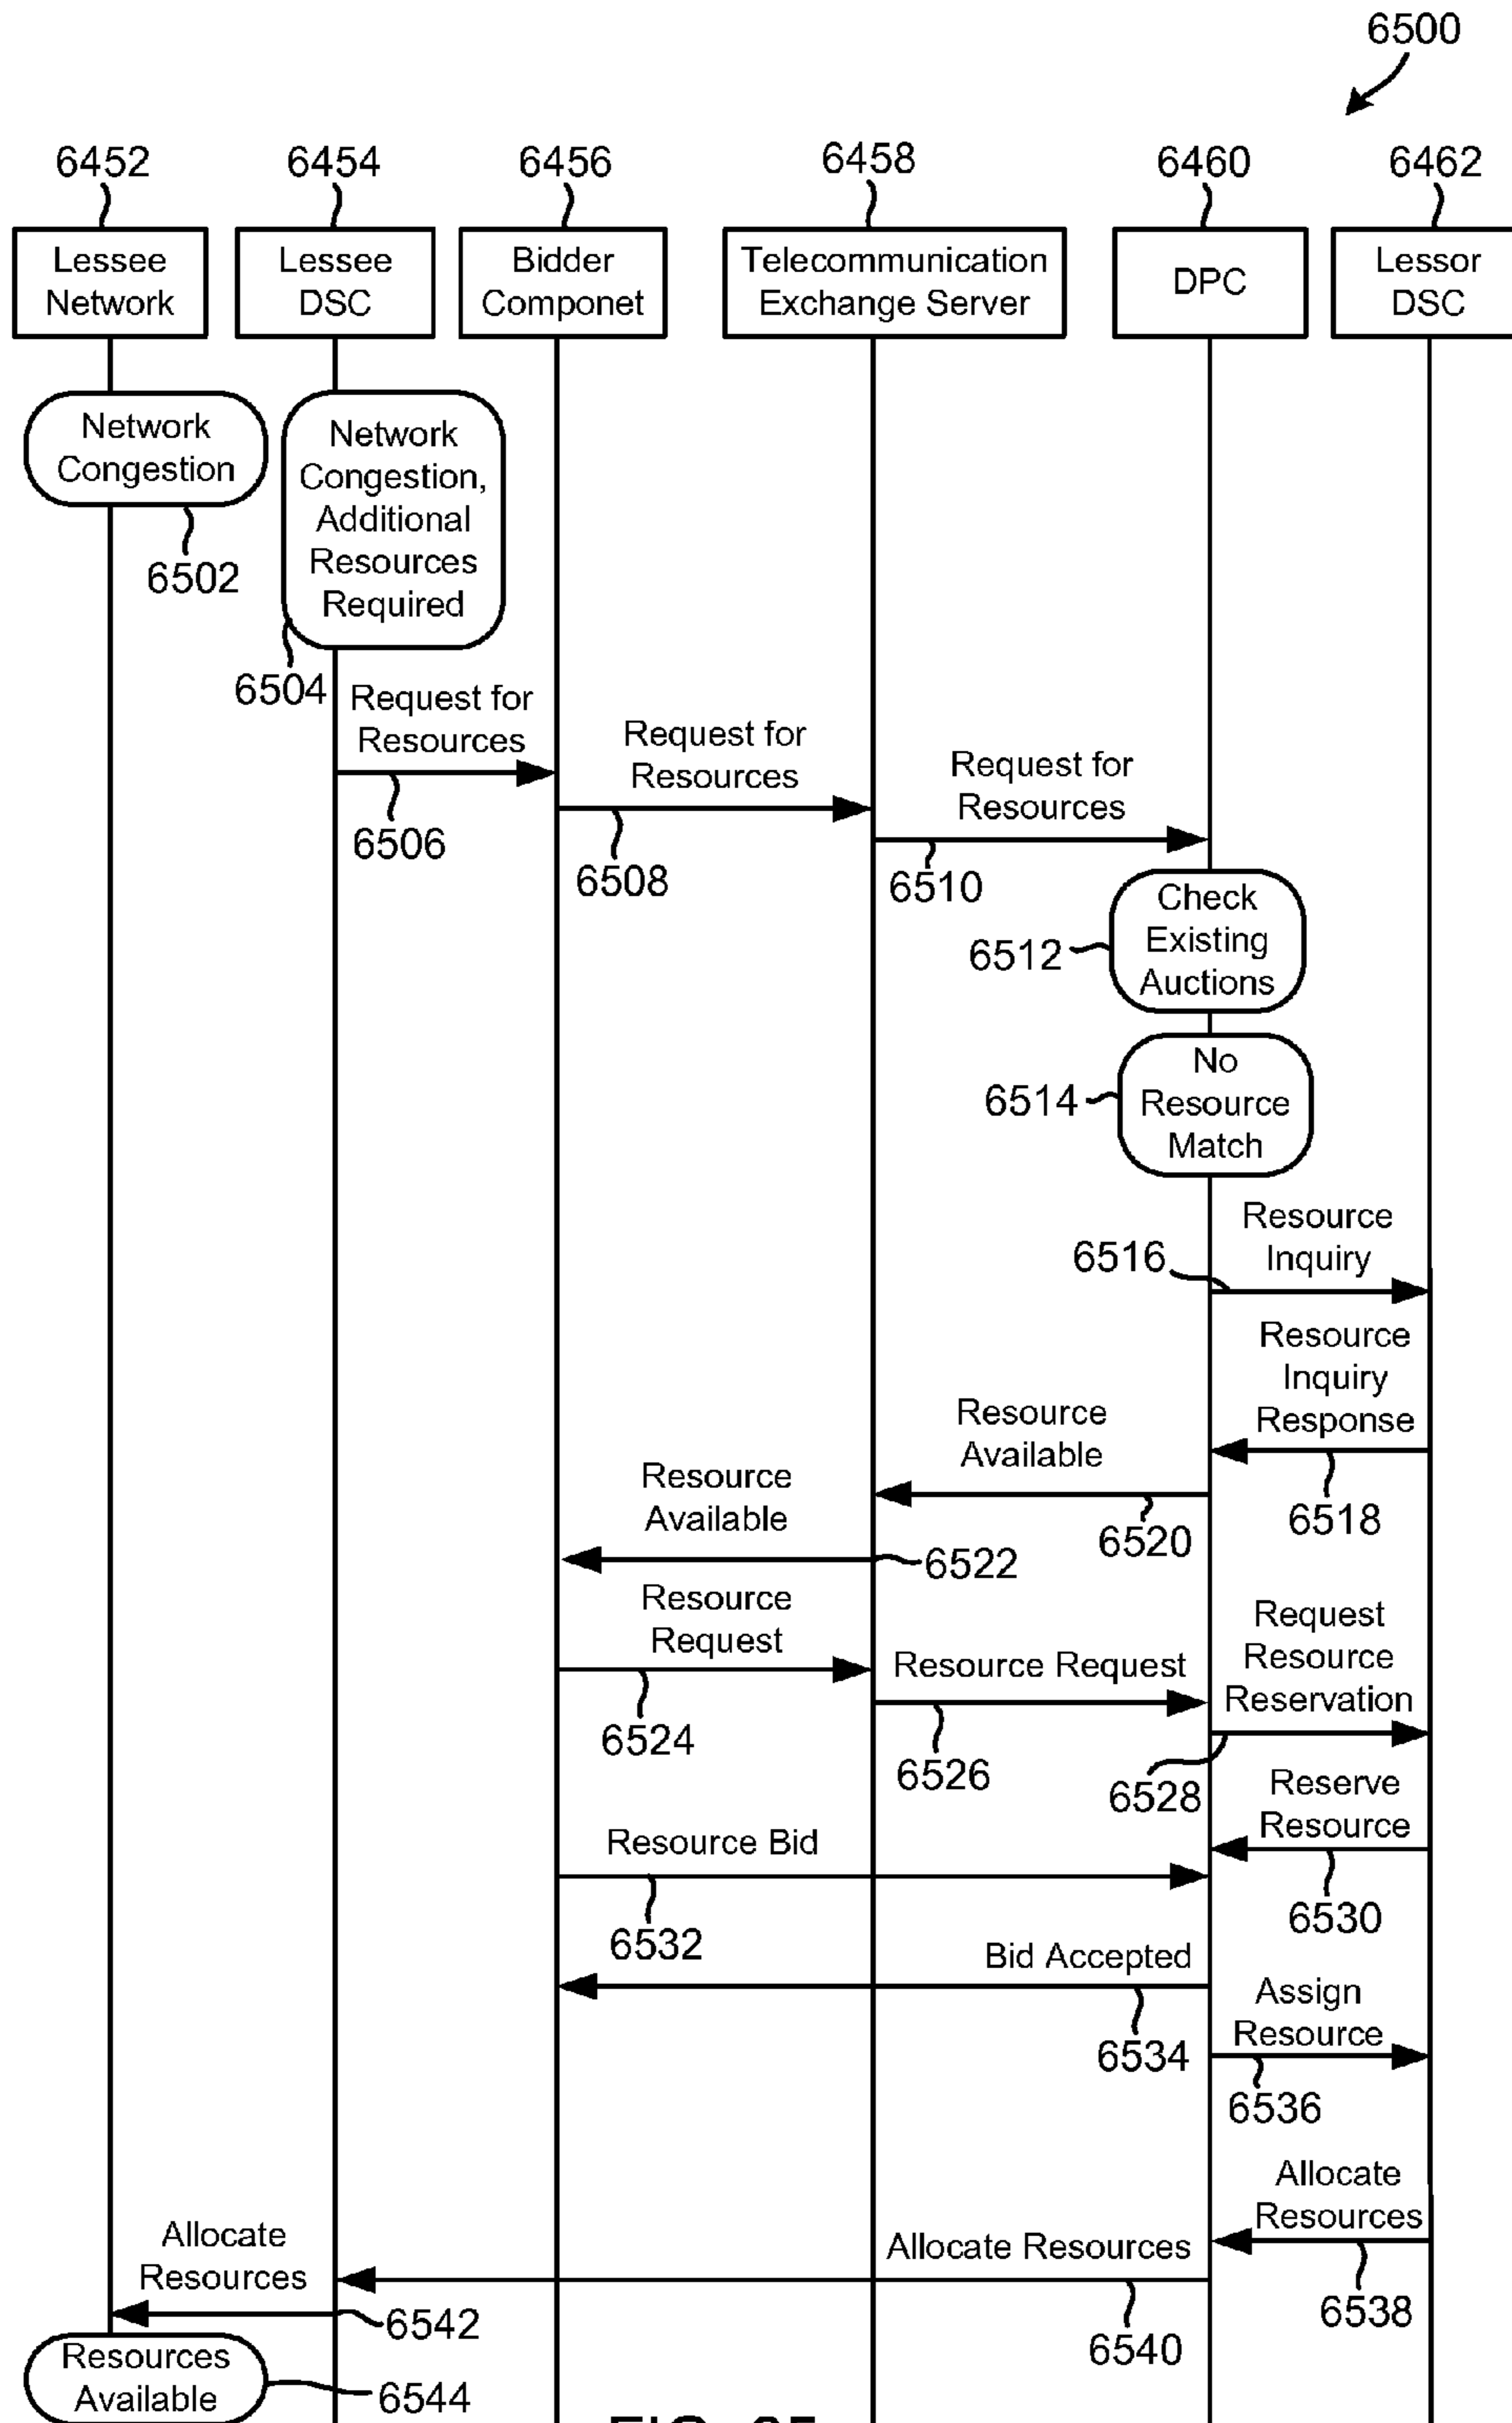 6500
6452
6454
6456
6458
6460
6462
Lessee
Network
Lessee
DSC
Bidder
Componet
Telecommunication
Exchange Server
DPC
Lessor
DSC
Network
Congestion
6502
Network
Congestion,
Additional
Resources
Required
6504
Request for
Resources
6506
Request for
Resources
6508
Request for
Resources
6510
Check
Existing
Auctions
6512
No
Resource
Match
6514
Resource
Inquiry
6516
Resource
Inquiry
Response
6518
Resource
Available
6520
Resource
Available
6522
Resource
Request
6524
Resource Request
6526
Request
Resource
Reservation
6528
Reserve
Resource
6530
Resource Bid
6532
Bid Accepted
6534
Assign
Resource
6536
Allocate
Resources
6538
Allocate Resources
6540
Allocate
Resources
6542
Resources
Available
6544